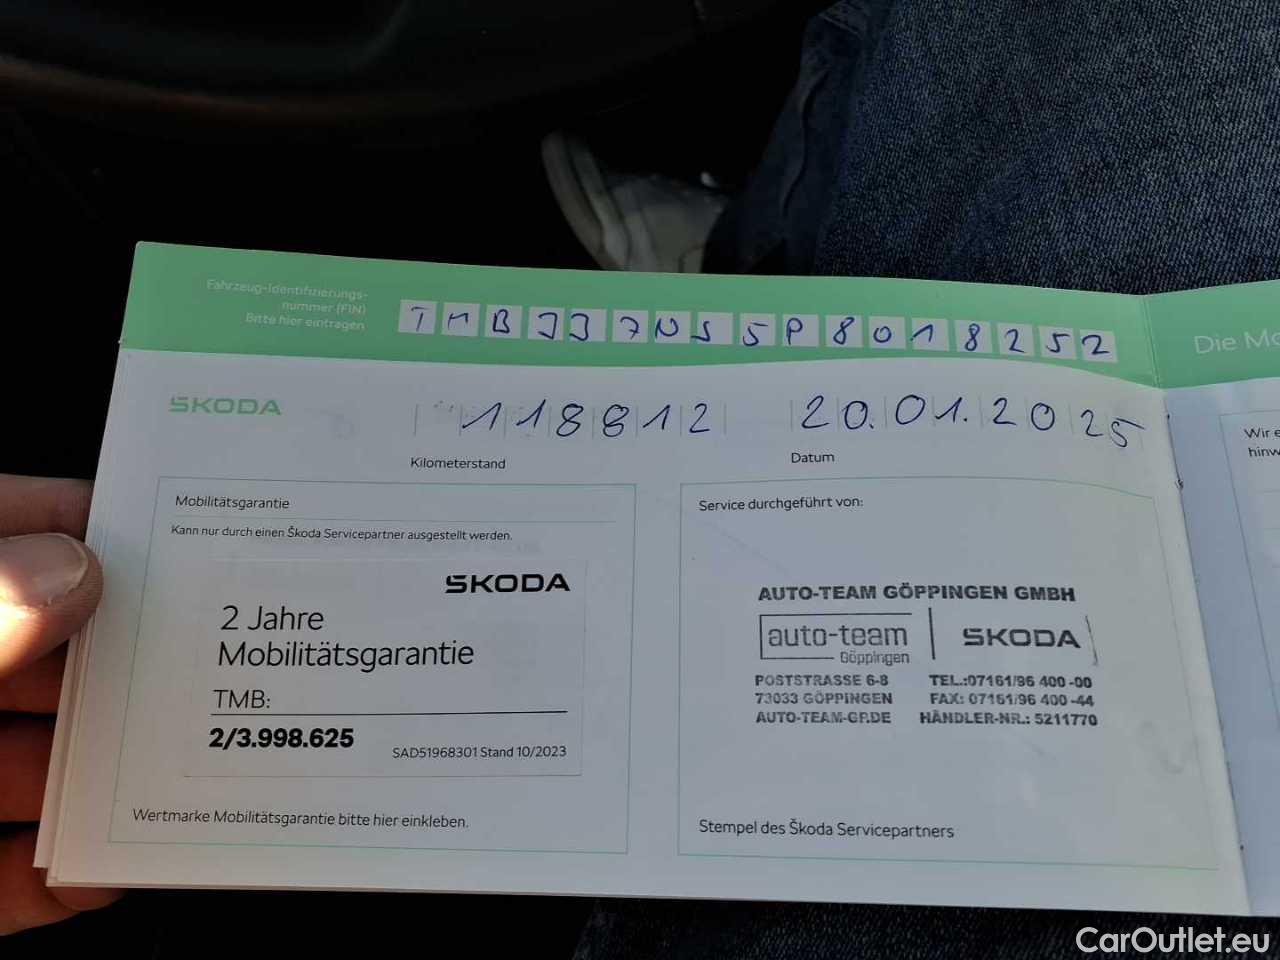 Fahrzeug-Identifizierungs-
nummer (FIN)
Bitte hier eintragen
TMBJJ7NS5P8018252
Die Mo
ŠKODA
118812
20.01.2025
Kilometerstand
Datum
Wir e
hinw
Mobilitätsgarantie
Kann nur durch einen Škoda Servicepartner ausgestellt werden.
ŠKODA
2 Jahre
Mobilitätsgarantie
TMB:
2/3.998.625
SAD51968301 Stand 10/2023
Wertmarke Mobilitätsgarantie bitte hier einkleben.
Service durchgeführt von:
AUTO-TEAM GÖPPINGEN GMBH
auto-team
Göppingen
ŠKODA
POSTSTRASSE 6-8 TEL.:07161/96 400-00
73033 GÖPPINGEN FAX: 07161/96 400-44
AUTO-TEAM-GP.DE HÄNDLER-NR.: 5211770
Stempel des Škoda Servicepartners
CarOutlet.eu